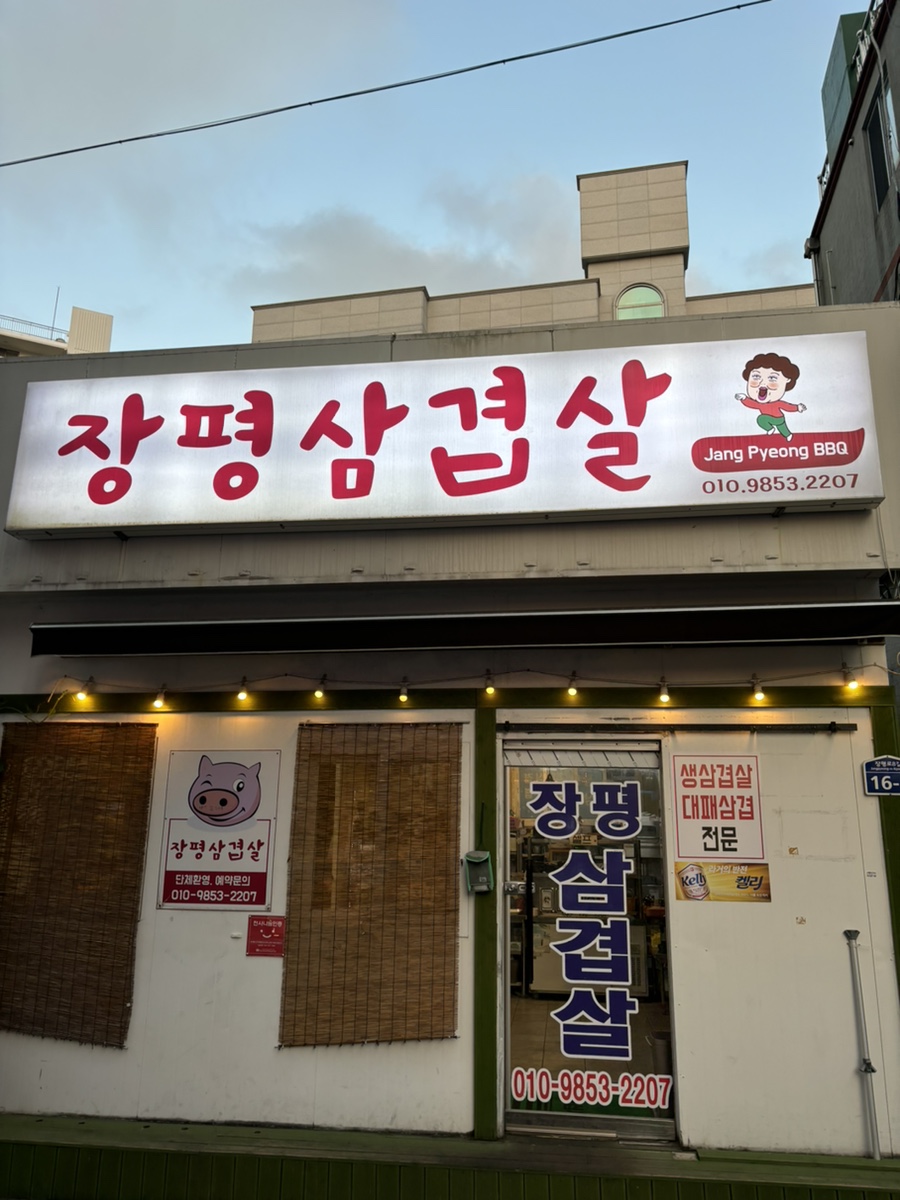 장평삼겹살
Jang Pyeong BBQ
010.9853.2207
장평삼겹살
단체환영, 예약문의
010-9853-2207
장평
삼겹살
010-9853-2207
생삼겹살
대패삼겹
전문
Kelly
켈리
16-